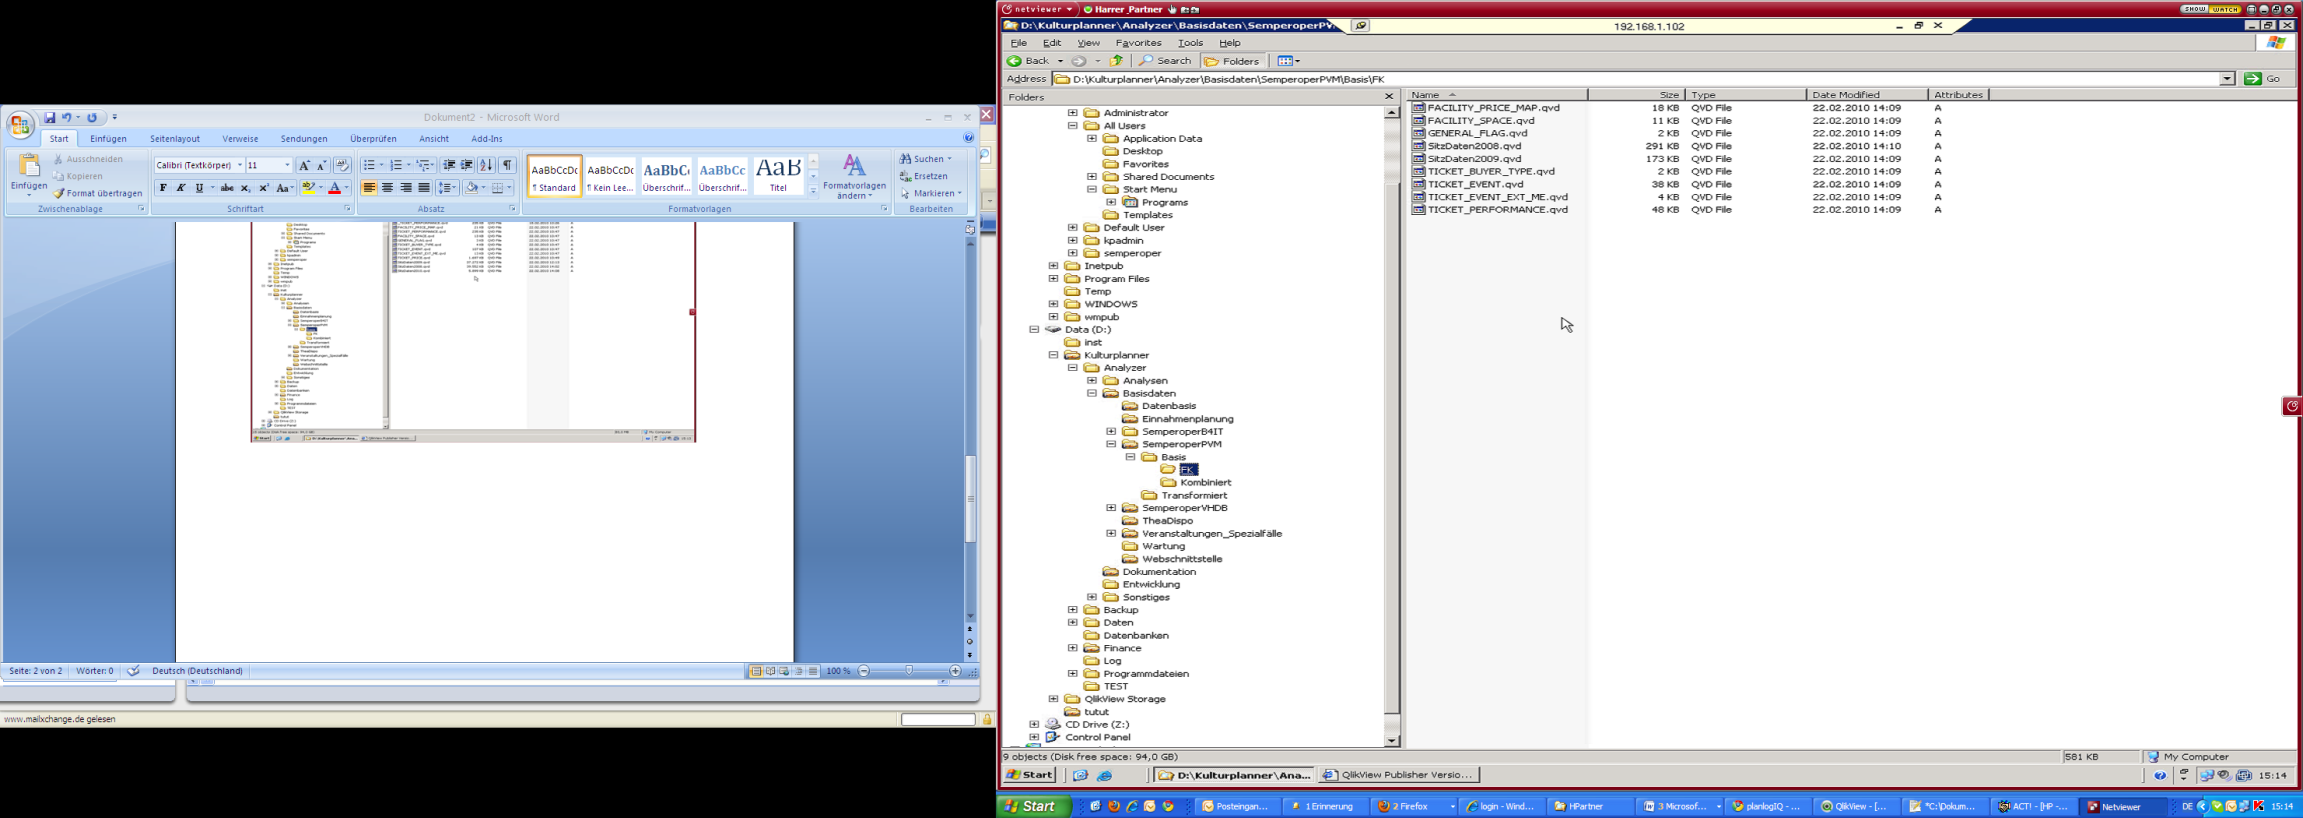 Dokument2 - Microsoft Word
Start Einfügen Seitenlayout Verweise Sendungen Überprüfen Ansicht Add-Ins
Einfügen
Ausschneiden
Kopieren
Format übertragen
Zwischenablage
Calibri (Textkörper) 11
Schriftart
Absatz
AaBbCcDc AaBbCcDc AaBbC AaBbCc AaB
¶ Standard ¶ Kein Lee... Überschrif... Überschrif... Titel
Formatvorlagen ändern
Formatvorlagen
Suchen
Ersetzen
Markieren
Bearbeiten
Seite: 2 von 2 Wörter: 0 Deutsch (Deutschland) 100 %
www.mailxchange.de gelesen
netviewer Harrer_Partner SHOW WATCH
D:\Kulturplanner\Analyzer\Basisdaten\SemperoperPV
192.168.1.102
File Edit View Favorites Tools Help
Back Search Folders
Address D:\Kulturplanner\Analyzer\Basisdaten\SemperoperPVM\Basis\FK Go
Folders
Administrator
All Users
Application Data
Desktop
Favorites
Shared Documents
Start Menu
Programs
Templates
Default User
kpadmin
semperoper
Inetpub
Program Files
Temp
WINDOWS
wmpub
Data (D:)
inst
Kulturplanner
Analyzer
Analysen
Basisdaten
Datenbasis
Einnahmenplanung
SemperoperB4IT
SemperoperPVM
Basis
FK
Kombiniert
Transformiert
SemperoperVHDB
TheaDispo
Veranstaltungen_Spezialfälle
Wartung
Webschnittstelle
Dokumentation
Entwicklung
Sonstiges
Backup
Daten
Datenbanken
Finance
Log
Programmdateien
TEST
QlikView Storage
tutut
CD Drive (Z:)
Control Panel
Name Size Type Date Modified Attributes
FACILITY_PRICE_MAP.qvd 18 KB QVD File 22.02.2010 14:09 A
FACILITY_SPACE.qvd 11 KB QVD File 22.02.2010 14:09 A
GENERAL_FLAG.qvd 2 KB QVD File 22.02.2010 14:09 A
SitzDaten2008.qvd 291 KB QVD File 22.02.2010 14:10 A
SitzDaten2009.qvd 173 KB QVD File 22.02.2010 14:09 A
TICKET_BUYER_TYPE.qvd 2 KB QVD File 22.02.2010 14:09 A
TICKET_EVENT.qvd 38 KB QVD File 22.02.2010 14:09 A
TICKET_EVENT_EXT_ME.qvd 4 KB QVD File 22.02.2010 14:09 A
TICKET_PERFORMANCE.qvd 48 KB QVD File 22.02.2010 14:09 A
9 objects (Disk free space: 94,0 GB) 581 KB My Computer
Start D:\Kulturplanner\Ana... QlikView Publisher Versio... 15:14
Start Posteingan... 1 Erinnerung 2 Firefox login - Wind... HPartner 3 Microsof... planlogIQ - ... QlikView - [... *C:\Dokum... ACT! - [HP -... Netviewer DE 15:14